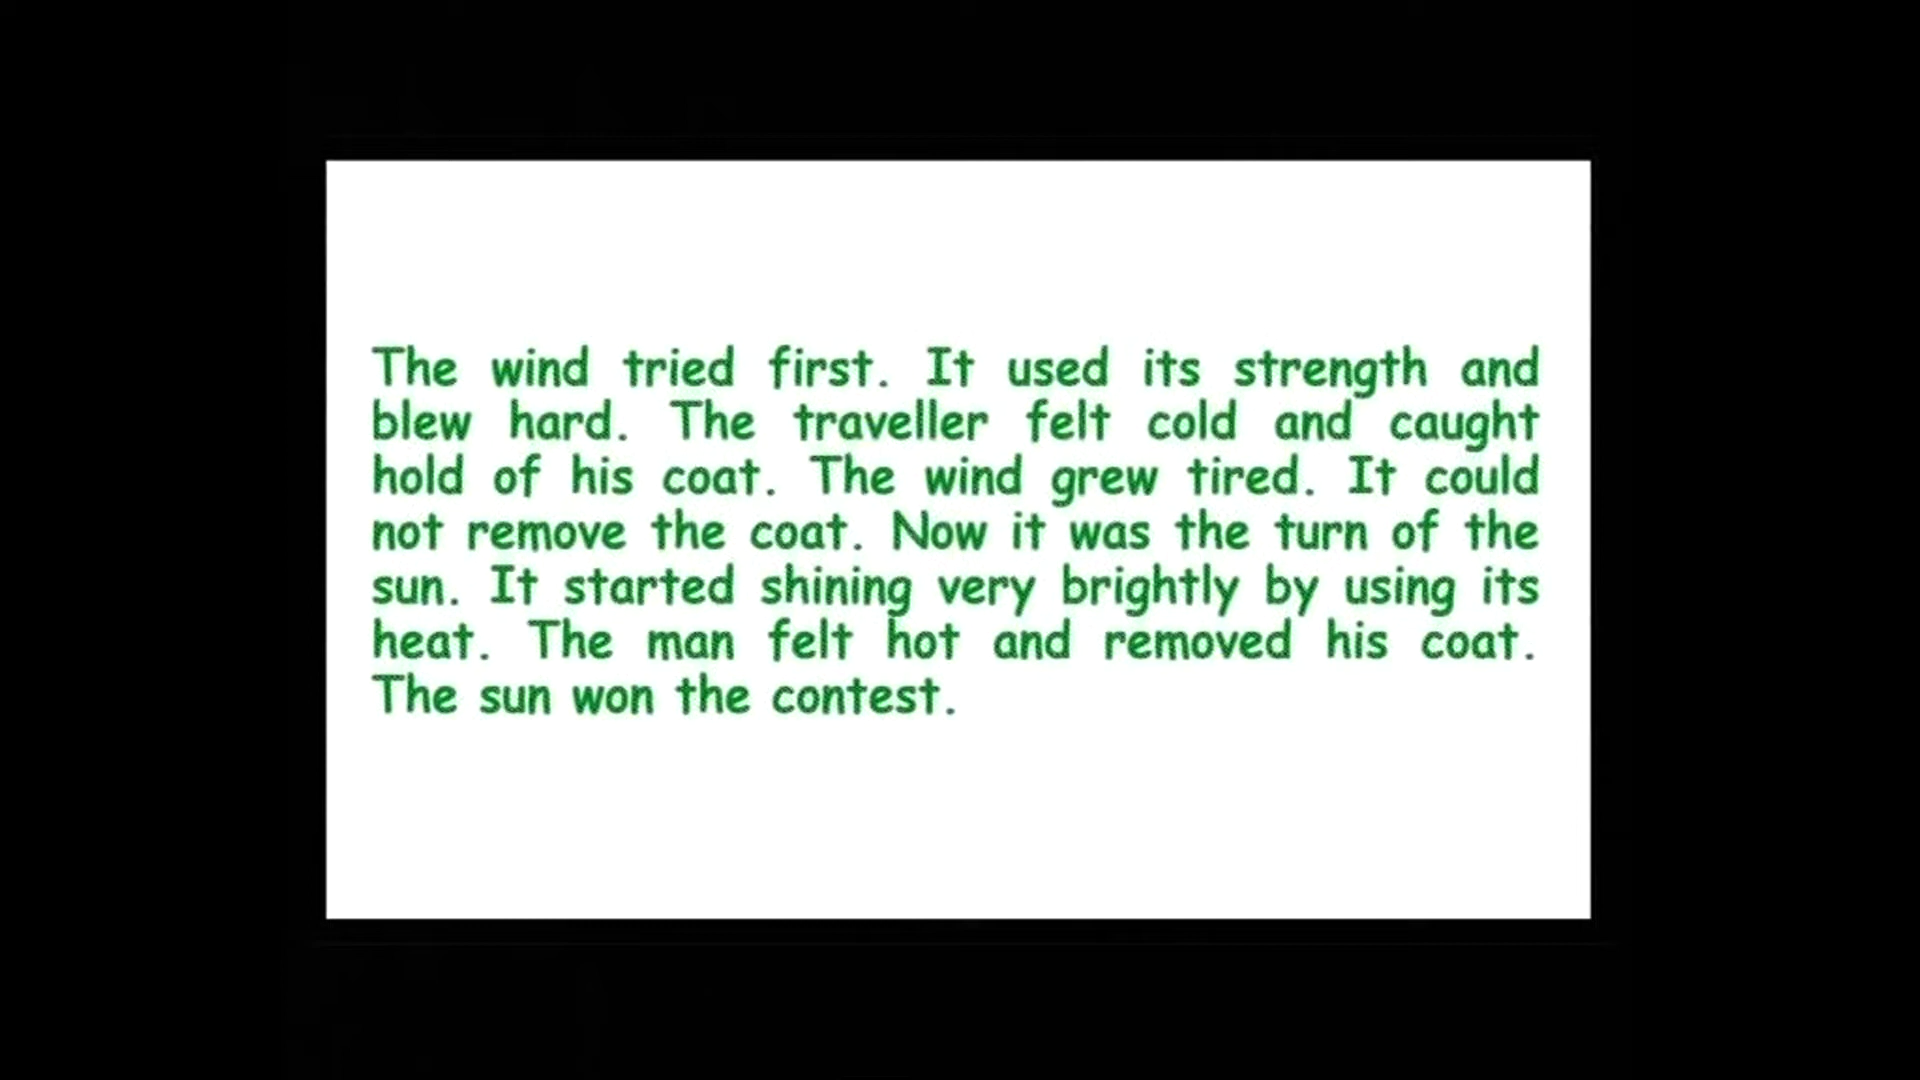 The wind tried first. It used its strength and
blew hard. The traveller felt cold and caught
hold of his coat. The wind grew tired. It could
not remove the coat. Now it was the turn of the
sun. It started shining very brightly by using its
heat. The man felt hot and removed his coat.
The sun won the contest.